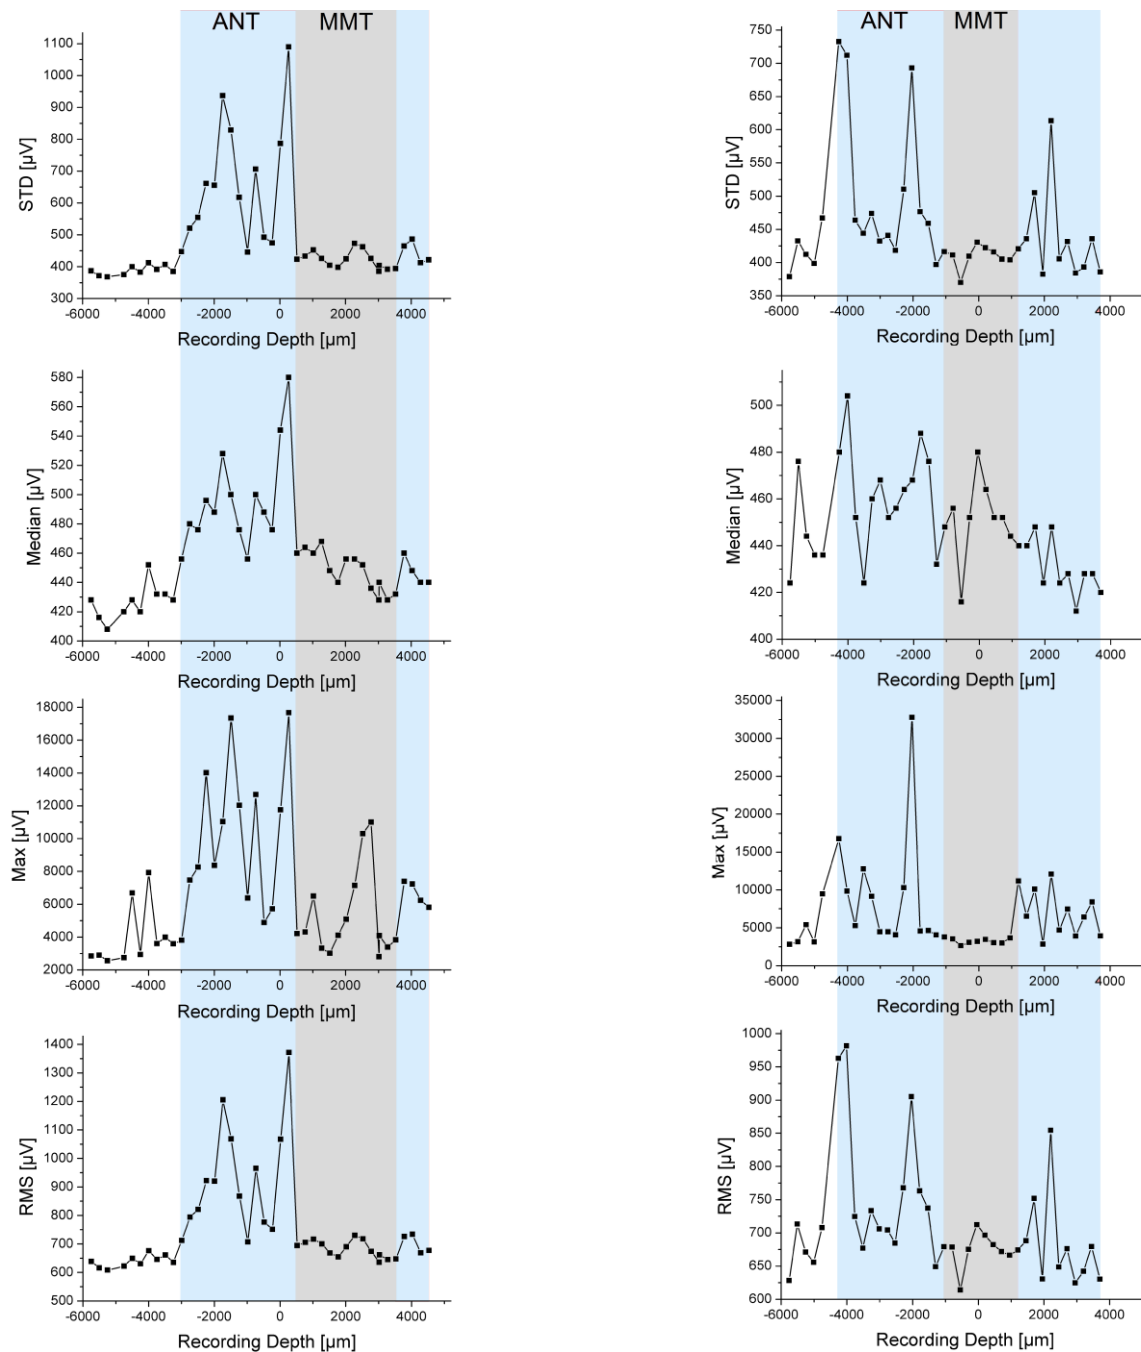 ANT MMT
1100
1000
900
800
700
600
500
400
300
STD [µV]
-6000 -4000 -2000 0 2000 4000
Recording Depth [µm]
580
560
540
520
500
480
460
440
420
400
Median [µV]
-6000 -4000 -2000 0 2000 4000
Recording Depth [µm]
18000
16000
14000
12000
10000
8000
6000
4000
2000
Max [µV]
-6000 -4000 -2000 0 2000 4000
Recording Depth [µm]
1400
1300
1200
1100
1000
900
800
700
600
500
RMS [µV]
-6000 -4000 -2000 0 2000 4000
Recording Depth [µm]
ANT MMT
750
700
650
600
550
500
450
400
350
STD [µV]
-6000 -4000 -2000 0 2000 4000
Recording Depth [µm]
500
480
460
440
420
400
Median [µV]
-6000 -4000 -2000 0 2000 4000
Recording Depth [µm]
35000
30000
25000
20000
15000
10000
5000
0
Max [µV]
-6000 -4000 -2000 0 2000 4000
Recording Depth [µm]
1000
950
900
850
800
750
700
650
600
RMS [µV]
-6000 -4000 -2000 0 2000 4000
Recording Depth [µm]